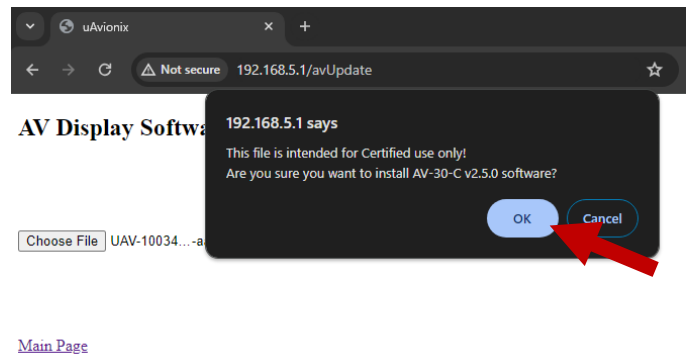 uAvionix
Not secure 192.168.5.1/avUpdate
AV Display Softwa
192.168.5.1 says
This file is intended for Certified use only!
Are you sure you want to install AV-30-C v2.5.0 software?
OK Cancel
Choose File UAV-10034...-a
Main Page